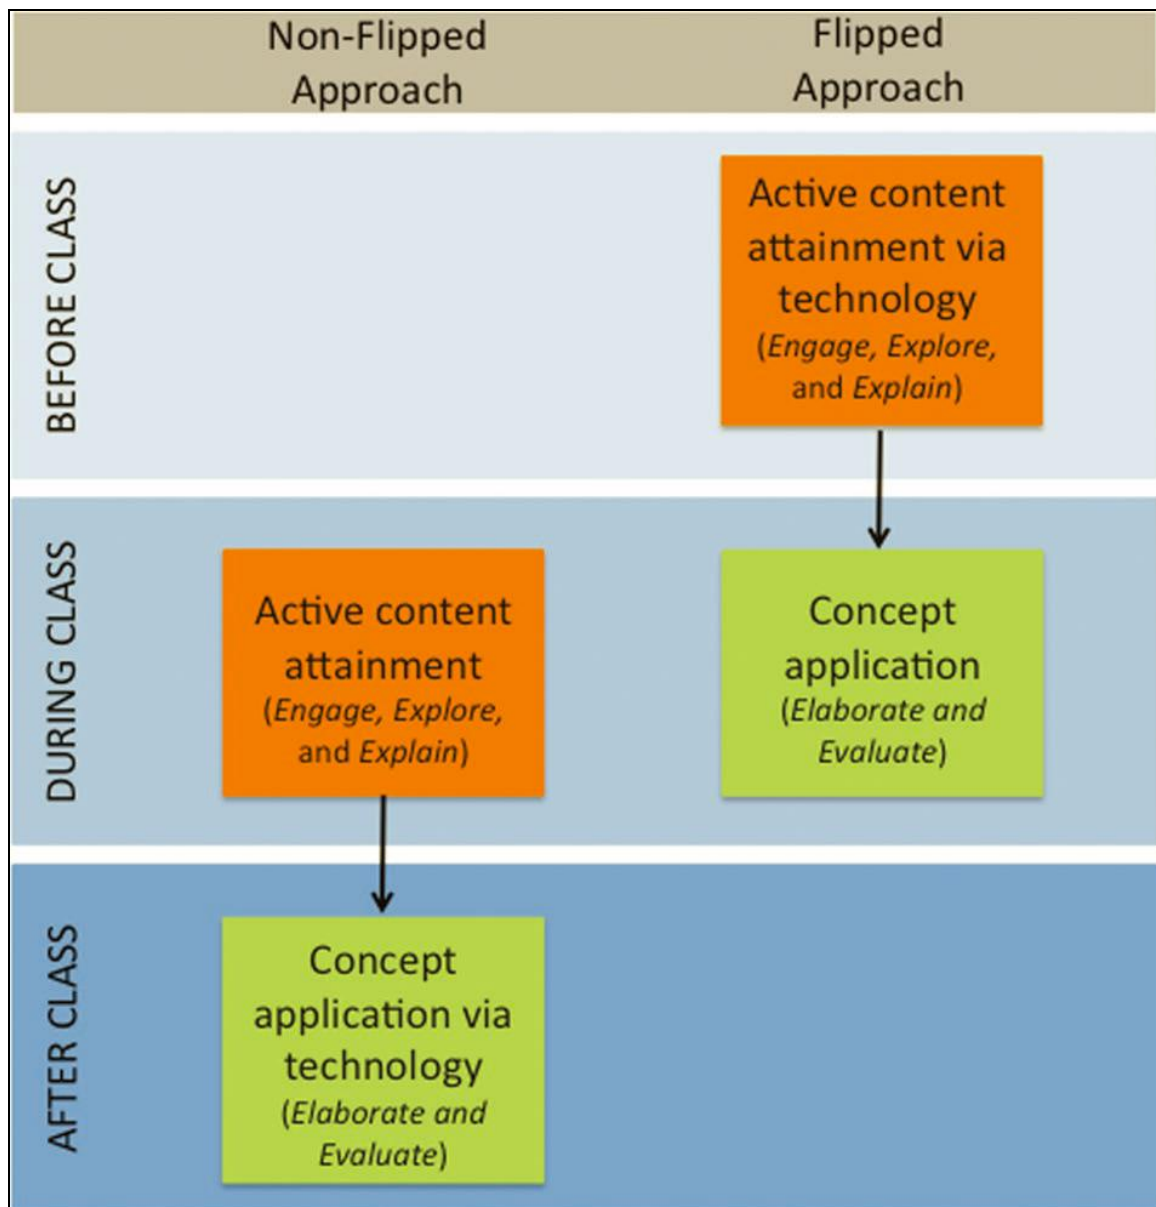 Non-Flipped
Approach
Flipped
Approach
BEFORE CLASS
Active content
attainment via
technology
(Engage, Explore,
and Explain)
DURING CLASS
Active content
attainment
(Engage, Explore,
and Explain)
Concept
application
(Elaborate and
Evaluate)
AFTER CLASS
Concept
application via
technology
(Elaborate and
Evaluate)